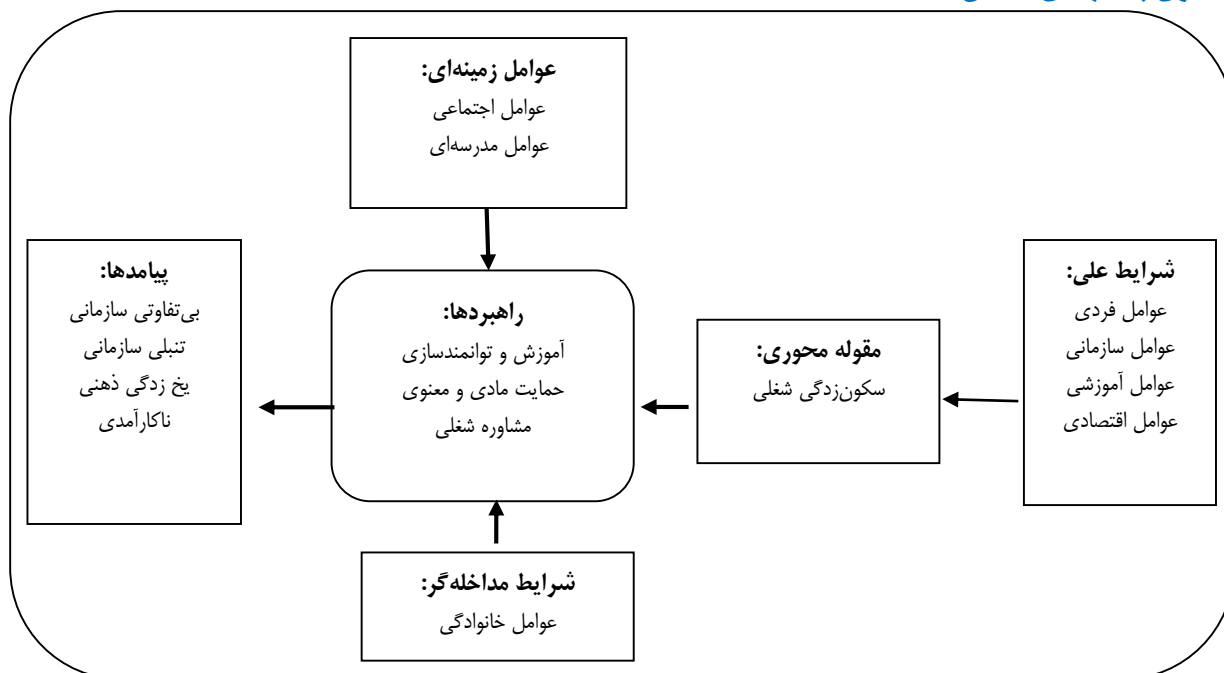 عوامل زمینه‌ای:
عوامل اجتماعی
عوامل مدرسه‌ای
شرایط علی:
عوامل فردی
عوامل سازمانی
عوامل آموزشی
عوامل اقتصادی
مقوله محوری:
سکون‌زدگی شغلی
راهبردها:
آموزش و توانمندسازی
حمایت مادی و معنوی
مشاوره شغلی
پیامدها:
بی‌تفاوتی سازمانی
تنبلی سازمانی
یخ زدگی ذهنی
ناکارآمدی
شرایط مداخله‌گر:
عوامل خانوادگی